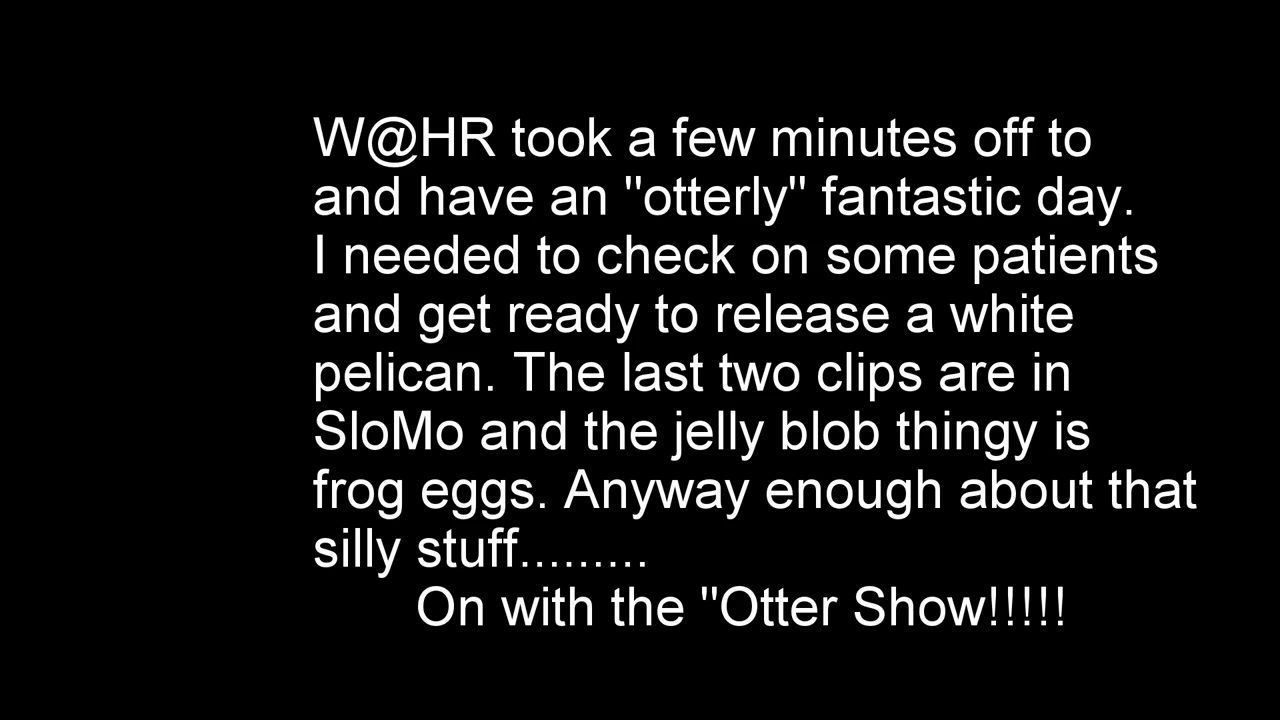 W@HR took a few minutes off to
and have an "otterly" fantastic day.
I needed to check on some patients
and get ready to release a white
pelican. The last two clips are in
SloMo and the jelly blob thingy is
frog eggs. Anyway enough about that
silly stuff.........
On with the "Otter Show!!!!!